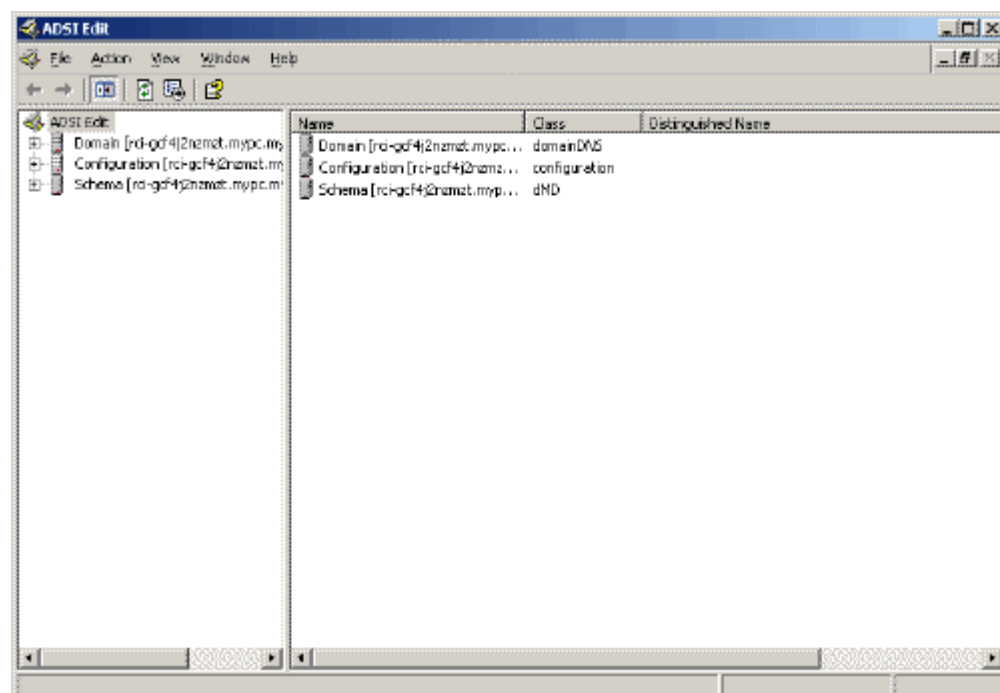 ADSI Edit
File Action View Window Help
ADSI Edit
Domain [rci-gcf4j2nzmzt.mypc.my
Configuration [rci-gcf4j2nzmzt.m
Schema [rci-gcf4j2nzmzt.mypc.m
Name Class Distinguished Name
Domain [rci-gcf4j2nzmzt.mypc... domainDNS
Configuration [rci-gcf4j2nzmz... configuration
Schema [rci-gcf4j2nzmzt.myp... dMD